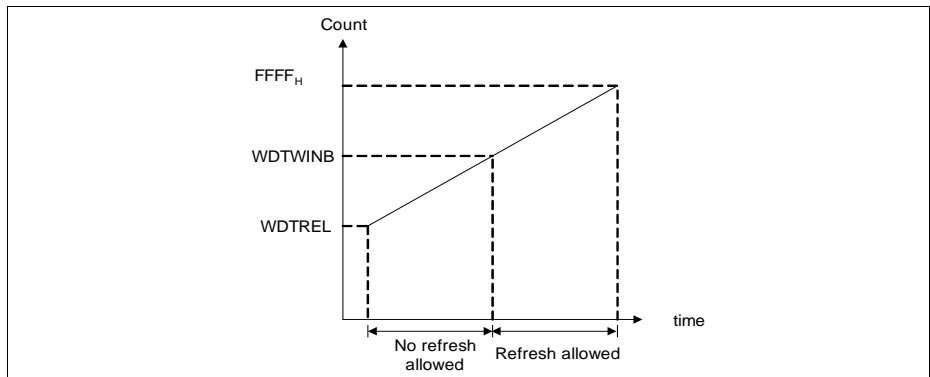 Count
FFFFH
WDTWINB
WDTREL
time
No refresh
allowed
Refresh allowed